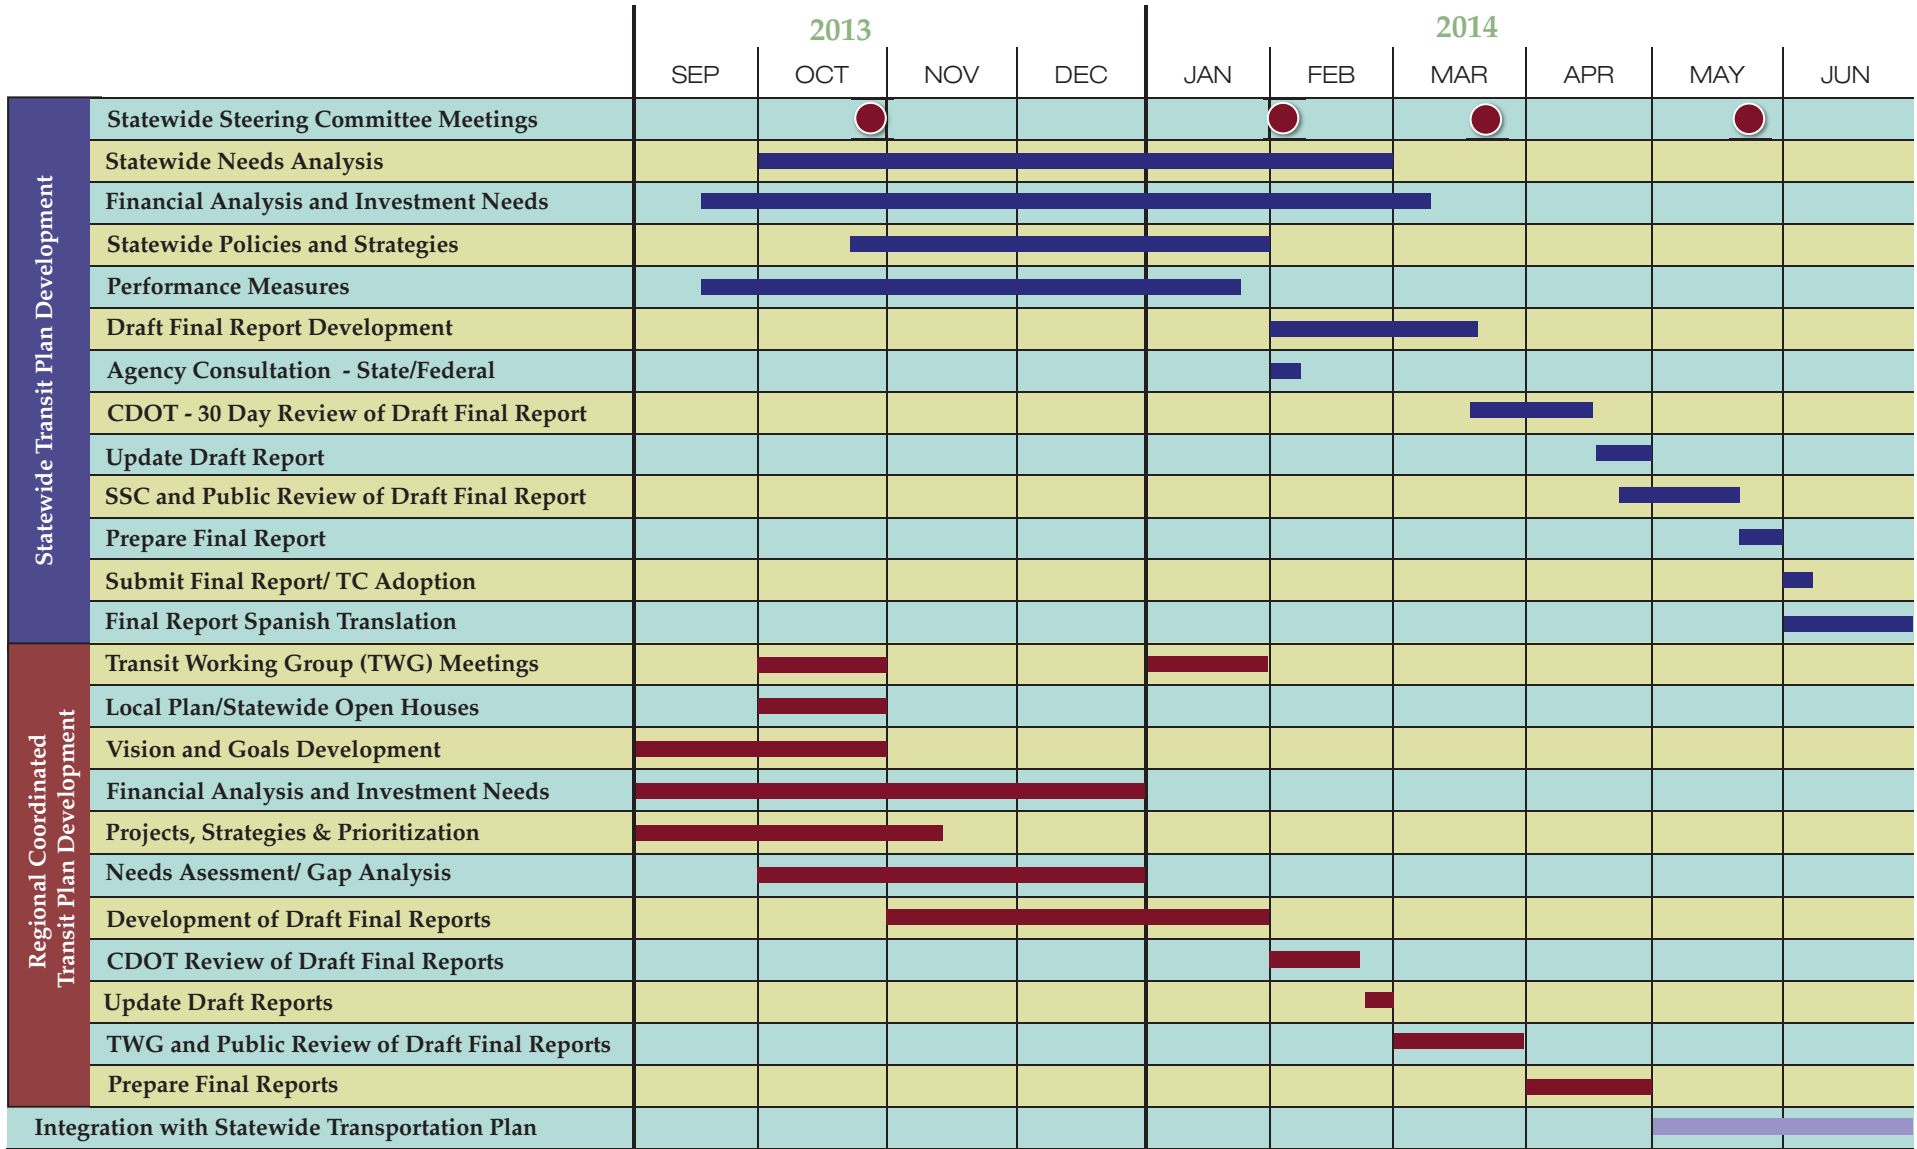 2013
2014
SEP OCT NOV DEC JAN FEB MAR APR MAY JUN
Statewide Transit Plan Development
Statewide Steering Committee Meetings
Statewide Needs Analysis
Financial Analysis and Investment Needs
Statewide Policies and Strategies
Performance Measures
Draft Final Report Development
Agency Consultation - State/Federal
CDOT - 30 Day Review of Draft Final Report
Update Draft Report
SSC and Public Review of Draft Final Report
Prepare Final Report
Submit Final Report/ TC Adoption
Final Report Spanish Translation
Regional Coordinated
Transit Plan Development
Transit Working Group (TWG) Meetings
Local Plan/Statewide Open Houses
Vision and Goals Development
Financial Analysis and Investment Needs
Projects, Strategies & Prioritization
Needs Asessment/ Gap Analysis
Development of Draft Final Reports
CDOT Review of Draft Final Reports
Update Draft Reports
TWG and Public Review of Draft Final Reports
Prepare Final Reports
Integration with Statewide Transportation Plan